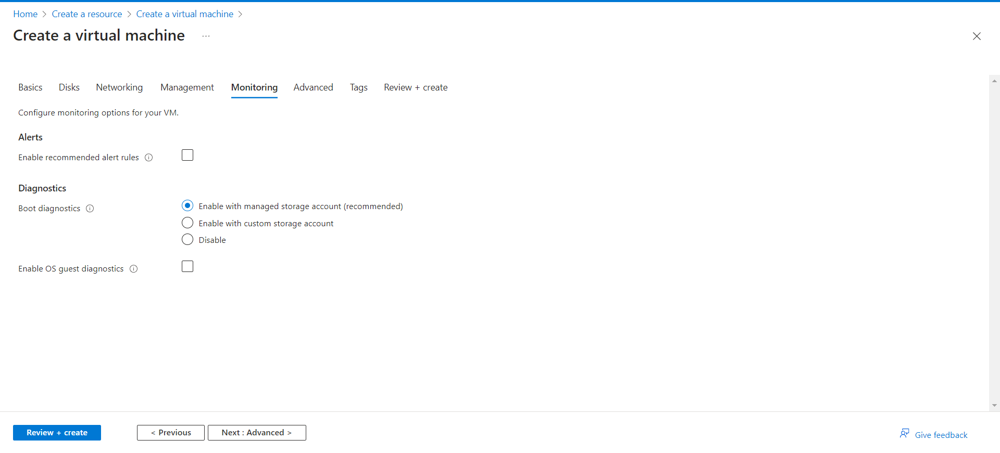 Home > Create a resource > Create a virtual machine >
Create a virtual machine ...
Basics Disks Networking Management Monitoring Advanced Tags Review + create
Configure monitoring options for your VM.
Alerts
Enable recommended alert rules
Diagnostics
Boot diagnostics
Enable with managed storage account (recommended)
Enable with custom storage account
Disable
Enable OS guest diagnostics
Review + create
< Previous
Next : Advanced >
Give feedback